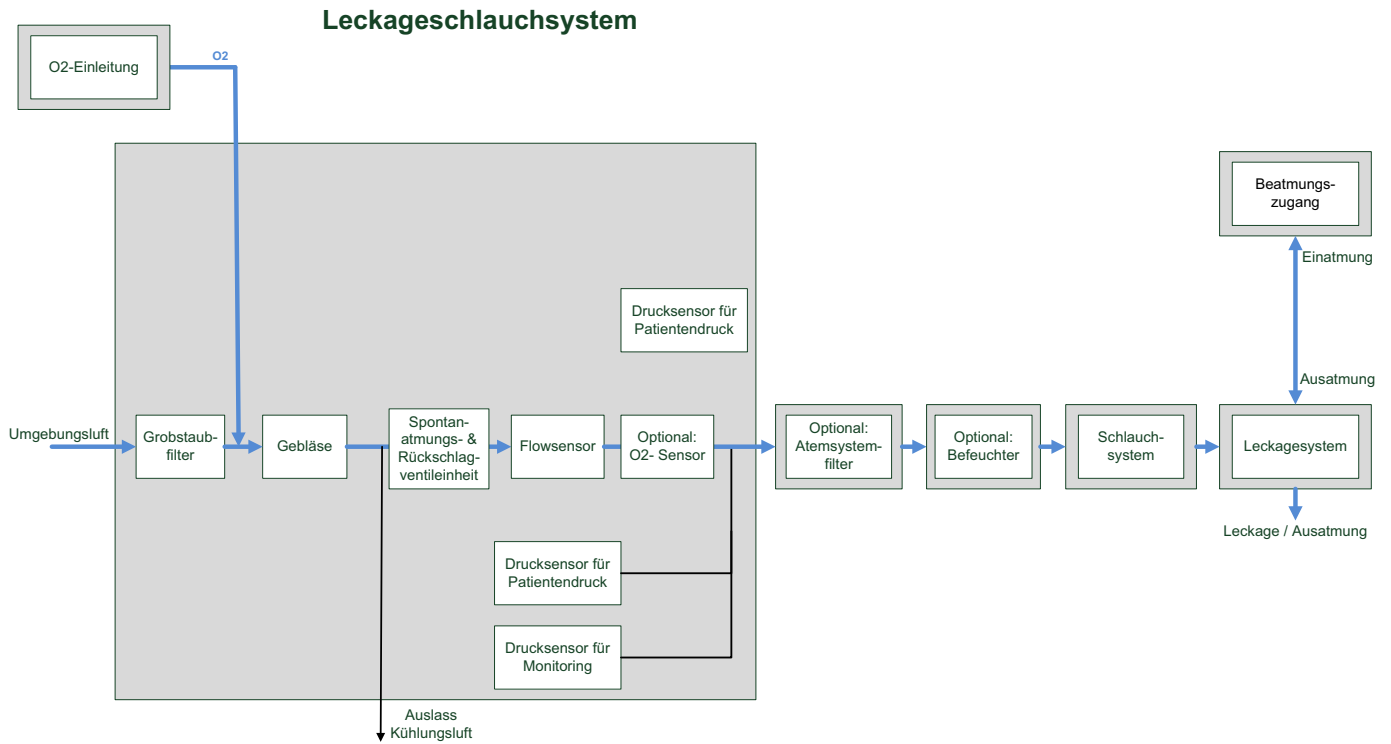 Leckageschlauchsystem
O2-Einleitung
O2
Beatmungs-
zugang
Einatmung
Ausatmung
Drucksensor für
Patientendruck
Umgebungsluft
Grobstaub-
filter
Gebläse
Spontan-
atmungs- &
Rückschlag-
ventileinheit
Flowsensor
Optional:
O2- Sensor
Optional:
Atemsystem-
filter
Optional:
Befeuchter
Schlauch-
system
Leckagesystem
Leckage / Ausatmung
Drucksensor für
Patientendruck
Drucksensor für
Monitoring
Auslass
Kühlungsluft